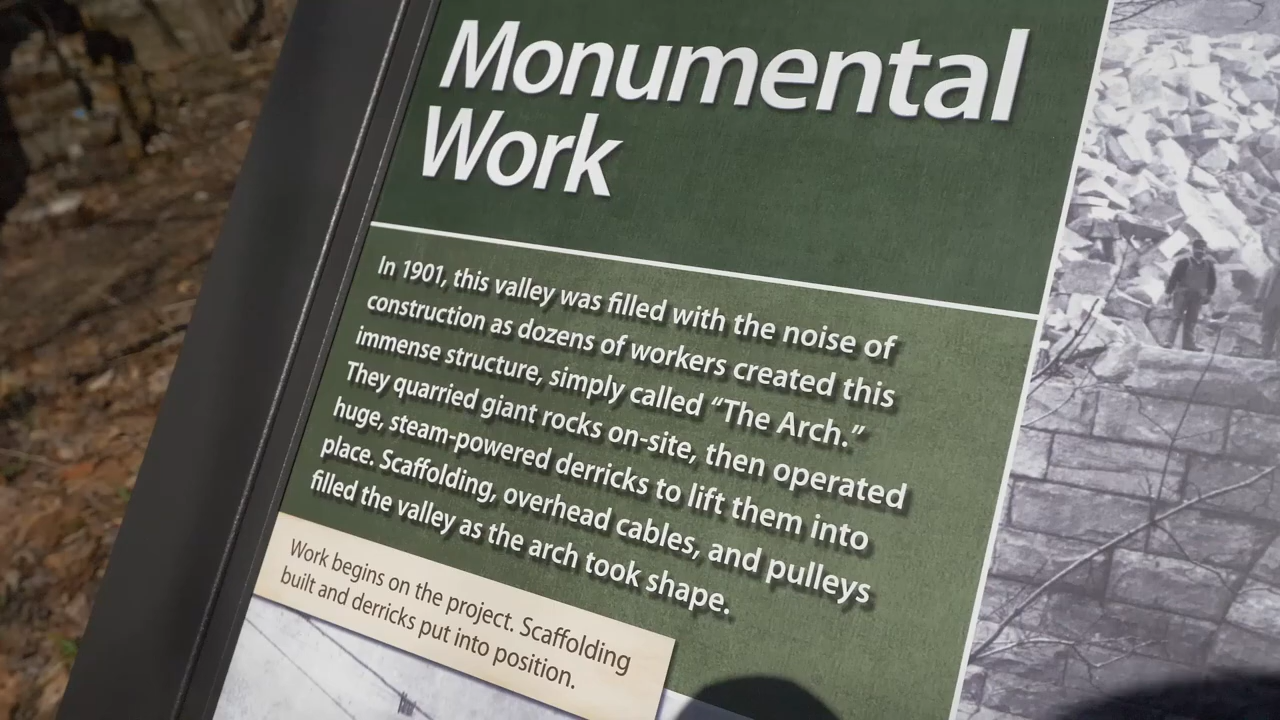 Monumental
Work
In 1901, this valley was filled with the noise of
construction as dozens of workers created this
immense structure, simply called “The Arch.”
They quarried giant rocks on-site, then operated
huge, steam-powered derricks to lift them into
place. Scaffolding, overhead cables, and pulleys
filled the valley as the arch took shape.
Work begins on the project. Scaffolding
built and derricks put into position.